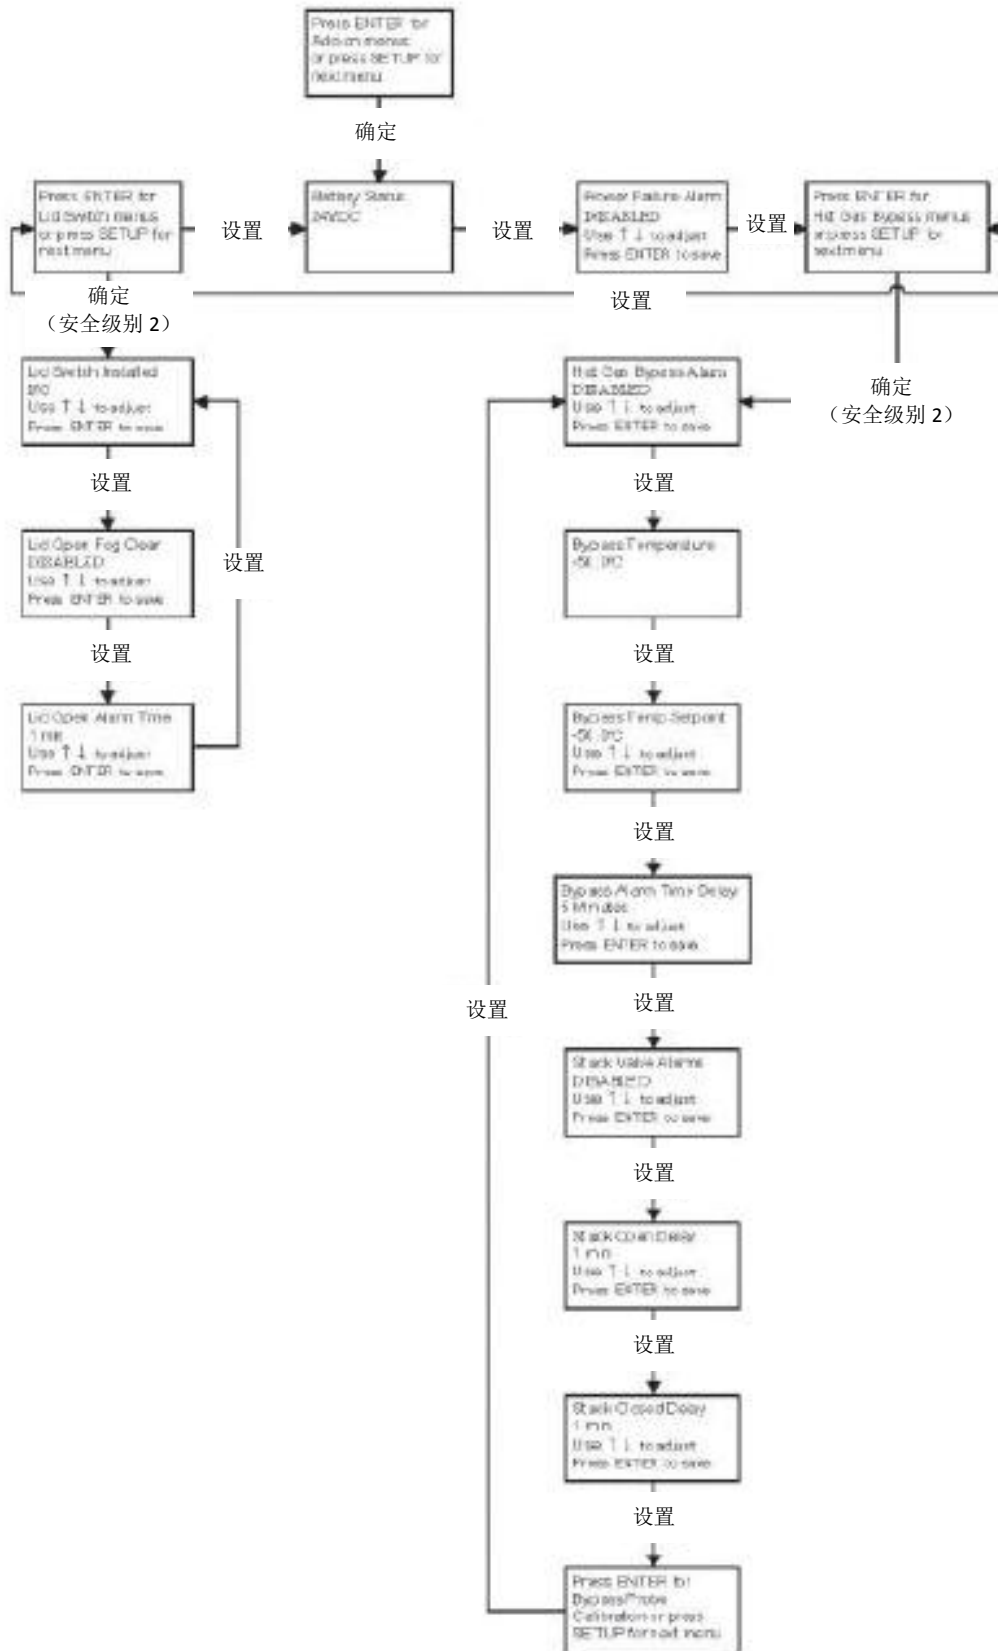 Press ENTER for
Add-on menus
or press SETUP for
next menu
确定
Press ENTER for
Lid Switch menus
or press SETUP for
next menu
设置
Battery Status
24VDC
设置
Power Failure Alarm
DISABLED
Use ↑ ↓ to adjust
Press ENTER to save
设置
Press ENTER for
Hot Gas Bypass menus
or press SETUP for
next menu
设置
确定
（安全级别 2）
确定
（安全级别 2）
Lid Switch Installed
NO
Use ↑ ↓ to adjust
Press ENTER to save
设置
Lid Open Fog Clear
DISABLED
Use ↑ ↓ to adjust
Press ENTER to save
设置
设置
Lid Open Alarm Time
1 min
Use ↑ ↓ to adjust
Press ENTER to save
Hot Gas Bypass Alarm
DISABLED
Use ↑ ↓ to adjust
Press ENTER to save
设置
Bypass Temperature
设置
Bypass Temp Setpoint
Use ↑ ↓ to adjust
Press ENTER to save
设置
Bypass Alarm Time Delay
5 Minutes
Use ↑ ↓ to adjust
Press ENTER to save
设置
设置
Stack Valve Alarms
DISABLED
Use ↑ ↓ to adjust
Press ENTER to save
设置
Stack Open Delay
1 min
Use ↑ ↓ to adjust
Press ENTER to save
设置
Stack Closed Delay
1 min
Use ↑ ↓ to adjust
Press ENTER to save
设置
Press ENTER for
Bypass Probe
Calibration or press
SETUP for next menu